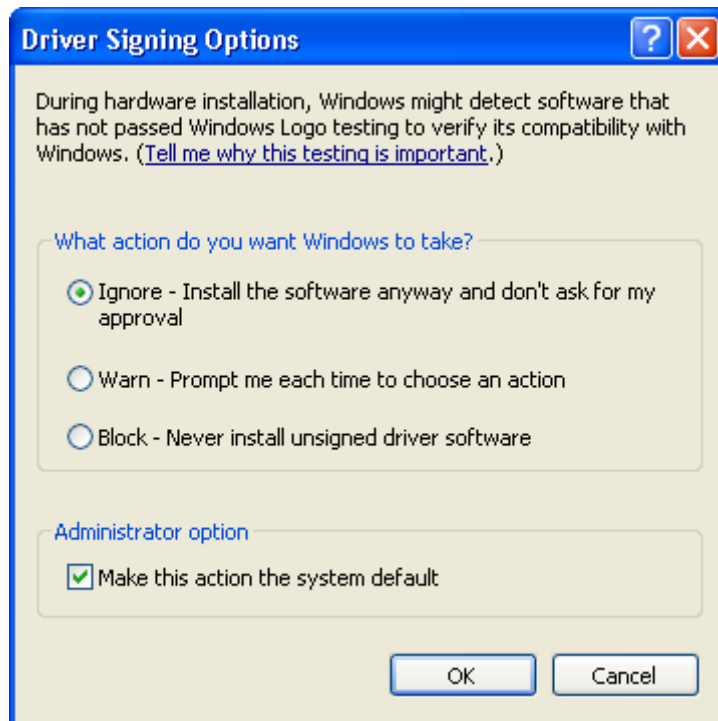 Driver Signing Options
During hardware installation, Windows might detect software that
has not passed Windows Logo testing to verify its compatibility with
Windows. (Tell me why this testing is important.)
What action do you want Windows to take?
Ignore - Install the software anyway and don't ask for my
approval
Warn - Prompt me each time to choose an action
Block - Never install unsigned driver software
Administrator option
Make this action the system default
OK Cancel